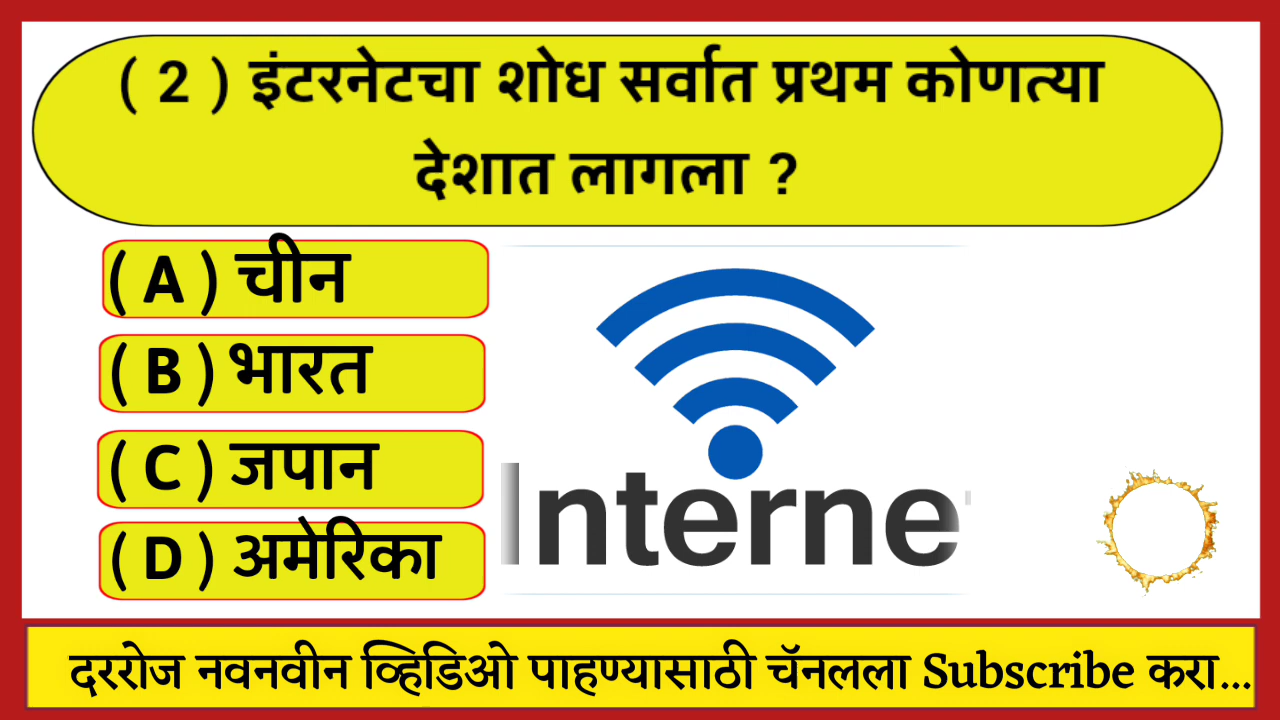 ( 2 ) इंटरनेटचा शोध सर्वात प्रथम कोणत्या
देशात लागला ?
( A ) चीन
( B ) भारत
( C ) जपान
( D ) अमेरिका
Interne
दररोज नवनवीन व्हिडिओ पाहण्यासाठी चॅनलला Subscribe करा...